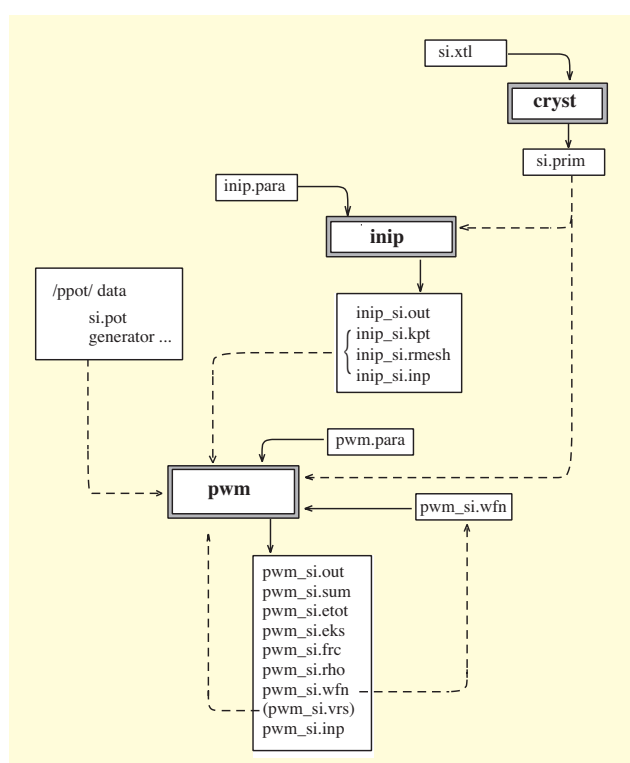 si.xtl
cryst
si.prim
inip.para
inip
/ppot/ data
si.pot
generator ...
inip_si.out
inip_si.kpt
inip_si.rmesh
inip_si.inp
pwm.para
pwm
pwm_si.wfn
pwm_si.out
pwm_si.sum
pwm_si.etot
pwm_si.eks
pwm_si.frc
pwm_si.rho
pwm_si.wfn
(pwm_si.vrs)
pwm_si.inp